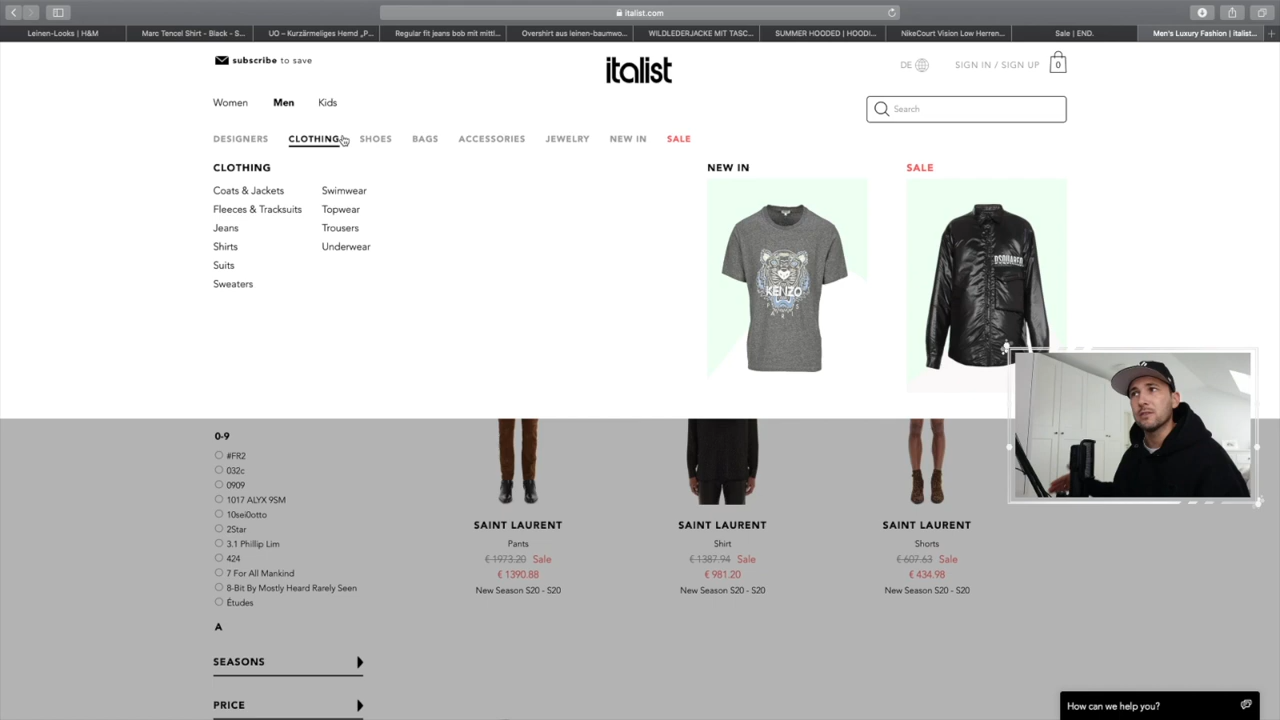 italist.com
Leinen-Looks | H&M
Marc Tencel Shirt - Black - S...
UO – Kurzärmeliges Hemd „P...
Regular fit jeans bob mit mittl...
Overshirt aus leinen-baumwo...
WILDLEDERJACKE MIT TASC...
SUMMER HOODED | HOODI...
NikeCourt Vision Low Herren...
Sale | END.
Men's Luxury Fashion | italist...
subscribe to save
italist
DE
SIGN IN / SIGN UP
0
Women
Men
Kids
Search
DESIGNERS
CLOTHING
SHOES
BAGS
ACCESSORIES
JEWELRY
NEW IN
SALE
CLOTHING
Coats & Jackets
Fleeces & Tracksuits
Jeans
Shirts
Suits
Sweaters
Swimwear
Topwear
Trousers
Underwear
NEW IN
KENZO
PARIS
SALE
DSQUARED
0-9
#FR2
032c
0909
1017 ALYX 9SM
10sei0otto
2Star
3.1 Phillip Lim
424
7 For All Mankind
8-Bit By Mostly Heard Rarely Seen
Études
A
SEASONS
PRICE
SAINT LAURENT
Pants
€ 1973.20 Sale
€ 1390.88
New Season S20 - S20
SAINT LAURENT
Shirt
€ 1387.94 Sale
€ 981.20
New Season S20 - S20
SAINT LAURENT
Shorts
€ 607.63 Sale
€ 434.98
New Season S20 - S20
How can we help you?